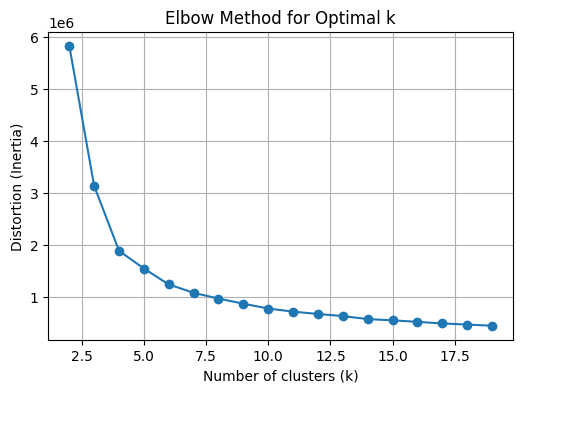 Elbow Method for Optimal k
1e6
6
5
4
3
2
1
Distortion (Inertia)
2.5 5.0 7.5 10.0 12.5 15.0 17.5
Number of clusters (k)